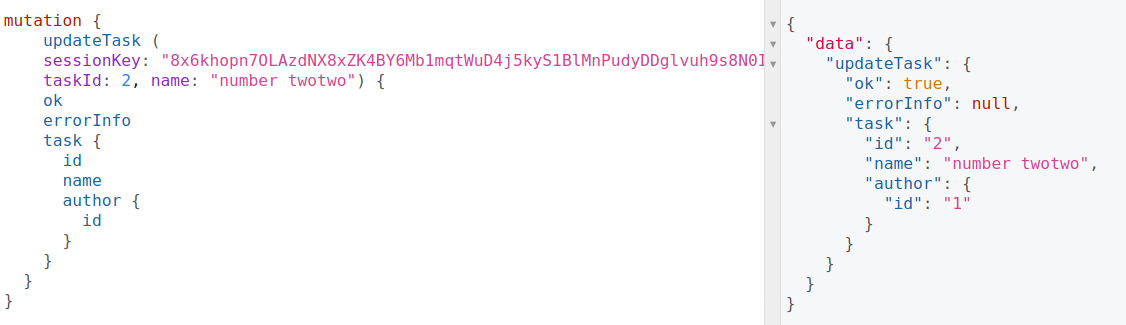 mutation {
updateTask (
sessionKey: "8x6khopn7OLAzdNX8xZK4BY6Mb1mqtWuD4j5kyS1BlMnPudyDDglvuh9s8N0I
taskId: 2, name: "number twotwo") {
ok
errorInfo
task {
id
name
author {
id
}
}
}
}
{
"data": {
"updateTask": {
"ok": true,
"errorInfo": null,
"task": {
"id": "2",
"name": "number twotwo",
"author": {
"id": "1"
}
}
}
}
}